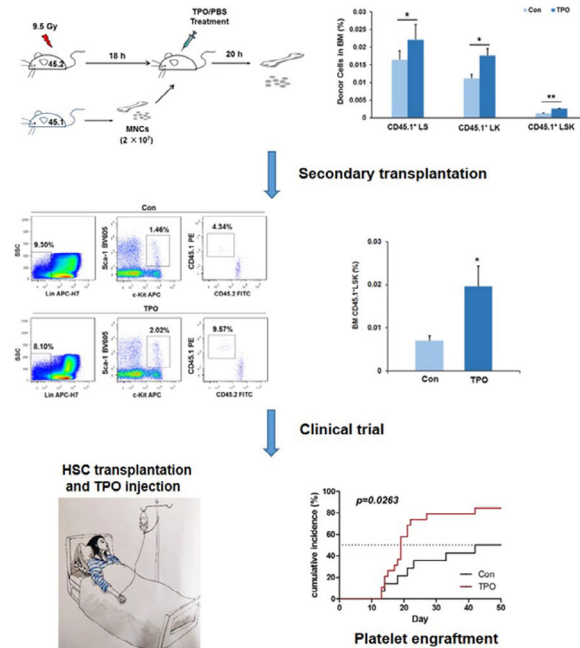 9.5 Gy
TPO/PBS
Treatment
45.2
18 h
20 h
45.1
MNCs
(2 ×10⁷)
Con
TPO
Donor Cells in BM (%)
0.03
0.025
0.02
0.015
0.01
0.005
0
*
*
**
CD45.1⁺ LS
CD45.1⁺ LK
CD45.1⁺ LSK
Secondary transplantation
Con
9.30%
1.46%
4.34%
SSC
Sca-1 BV605
CD45.1 PE
Lin APC-H7
c-Kit APC
CD45.2 FITC
TPO
8.10%
2.02%
9.57%
SSC
Sca-1 BV605
CD45.1 PE
Lin APC-H7
c-Kit APC
CD45.2 FITC
BM CD45.1⁺LSK (%)
0.03
0.02
0.01
0
*
Con
TPO
Clinical trial
HSC transplantation
and TPO injection
p=0.0263
cumulative incidence (%)
100
80
60
40
20
0
Con
TPO
0
10
20
30
40
50
Day
Platelet engraftment